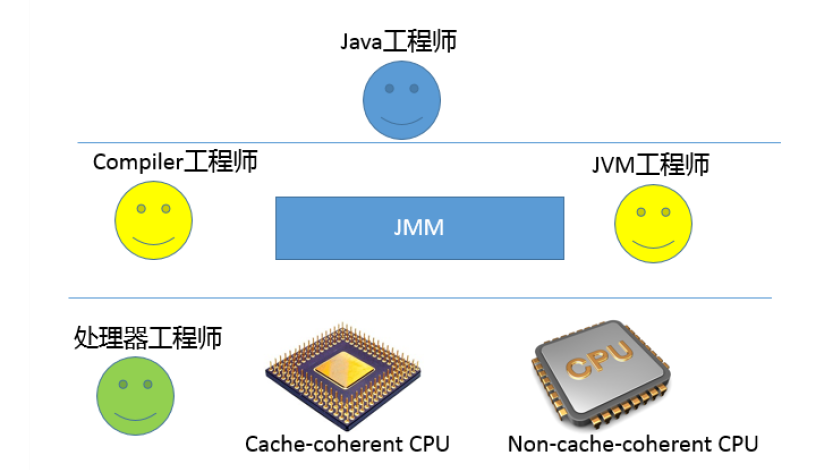 Java工程师
Compiler工程师
JVM工程师
JMM
处理器工程师
CPU
Cache-coherent CPU
Non-cache-coherent CPU